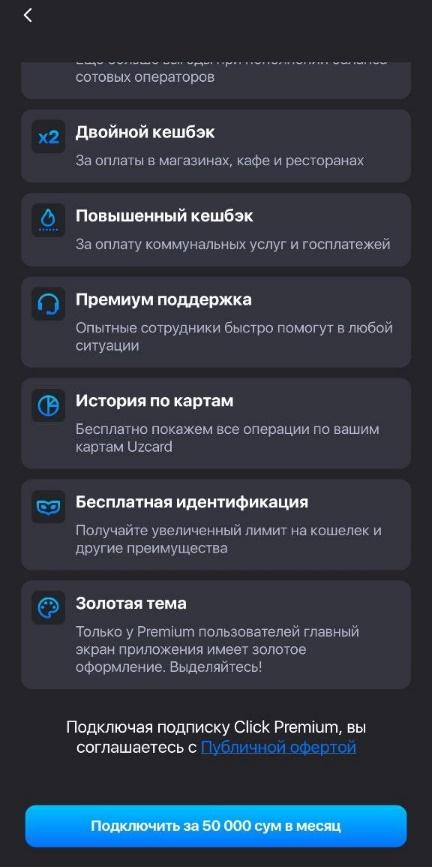 сотовых операторов
x2
Двойной кешбэк
За оплаты в магазинах, кафе и ресторанах
Повышенный кешбэк
За оплату коммунальных услуг и госплатежей
Премиум поддержка
Опытные сотрудники быстро помогут в любой
ситуации
История по картам
Бесплатно покажем все операции по вашим
картам Uzcard
Бесплатная идентификация
Получайте увеличенный лимит на кошелек и
другие преимущества
Золотая тема
Только у Premium пользователей главный
экран приложения имеет золотое
оформление. Выделяйтесь!
Подключая подписку Click Premium, вы
соглашаетесь с Публичной офертой
Подключить за 50 000 сум в месяц